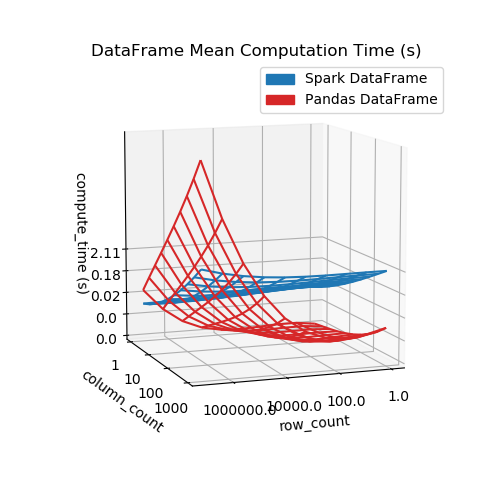 DataFrame Mean Computation Time (s)
Spark DataFrame
Pandas DataFrame
compute_time (s)
2.11
0.18
0.02
0.0
0.0
1
10
100
1000
column_count
1000000.0
10000.0
100.0
1.0
row_count